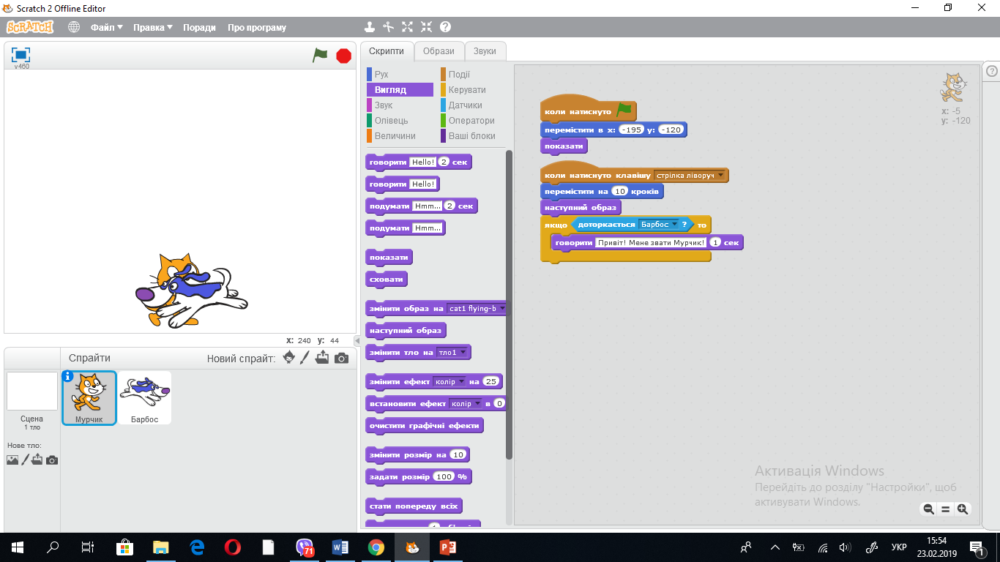 Scratch 2 Offline Editor
SCRATCH
Файл
Правка
Поради
Про програму
v460
Скрипти
Образи
Звуки
Рух
Події
Вигляд
Керувати
Звук
Датчики
Олівець
Оператори
Величини
Ваші блоки
говорити Hello! 2 сек
говорити Hello!
подумати Hmm... 2 сек
подумати Hmm...
показати
сховати
змінити образ на cat1 flying-b
наступний образ
змінити тло на тло1
змінити ефект колір на 25
встановити ефект колір в 0
очистити графічні ефекти
змінити розмір на 10
задати розмір 100 %
стати попереду всіх
коли натиснуто
перемістити в x: -195 y: -120
показати
коли натиснуто клавішу стрілка ліворуч
перемістити на 10 кроків
наступний образ
якщо доторкається Барбос ? то
говорити Привіт! Мене звати Мурчик! 1 сек
x: -5
y: -120
x: 240 y: 44
Спрайти
Новий спрайт:
Сцена
1 тло
Нове тло:
Мурчик
Барбос
Активація Windows
Перейдіть до розділу "Настройки", щоб
активувати Windows.
71
УКР
15:54
23.02.2019
1